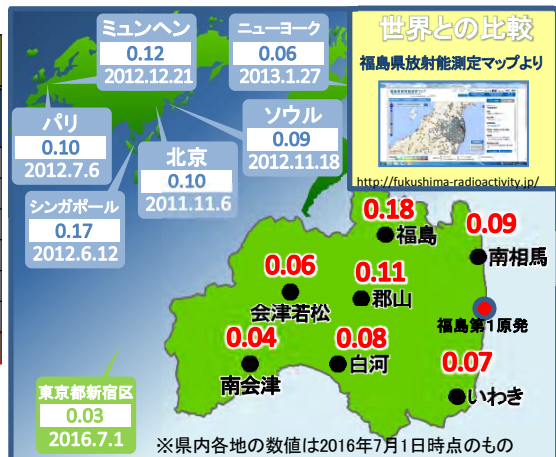 世界との比較
福島県放射能測定マップより
http://fukushima-radioactivity.jp/
ミュンヘン
0.12
2012.12.21
ニューヨーク
0.06
2013.1.27
パリ
0.10
2012.7.6
北京
0.10
2011.11.6
ソウル
0.09
2012.11.18
シンガポール
0.17
2012.6.12
0.18
福島
0.09
南相馬
0.06
会津若松
0.11
郡山
福島第1原発
0.04
南会津
0.08
白河
0.07
いわき
東京都新宿区
0.03
2016.7.1
※県内各地の数値は2016年7月1日時点のもの